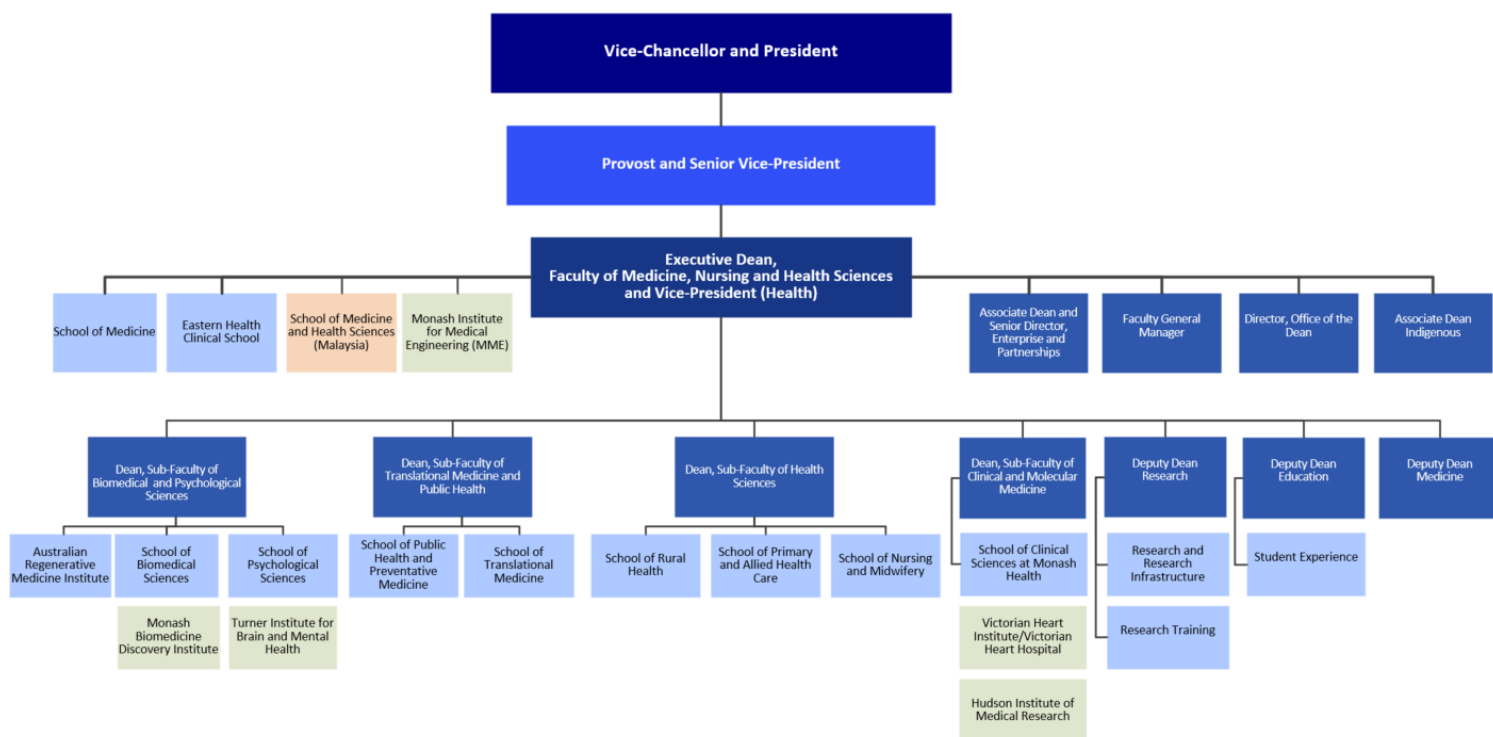 Vice-Chancellor and President
Provost and Senior Vice-President
Executive Dean,
Faculty of Medicine, Nursing and Health Sciences
and Vice-President (Health)
School of Medicine
Eastern Health
Clinical School
School of Medicine
and Health Sciences
(Malaysia)
Monash Institute
for Medical
Engineering (MME)
Associate Dean and
Senior Director,
Enterprise and
Partnerships
Faculty General
Manager
Director, Office of the
Dean
Associate Dean
Indigenous
Dean, Sub-Faculty of
Biomedical and Psychological
Sciences
Dean, Sub-Faculty of
Translational Medicine and
Public Health
Dean, Sub-Faculty of Health
Sciences
Dean, Sub-Faculty of
Clinical and Molecular
Medicine
Deputy Dean
Research
Deputy Dean
Education
Deputy Dean
Medicine
Australian
Regenerative
Medicine Institute
School of
Biomedical
Sciences
School of
Psychological
Sciences
School of Public
Health and
Preventative
Medicine
School of
Translational
Medicine
School of Rural
Health
School of Primary
and Allied Health
Care
School of Nursing
and Midwifery
School of Clinical
Sciences at Monash
Health
Research and
Research
Infrastructure
Student Experience
Monash
Biomedicine
Discovery Institute
Turner Institute for
Brain and Mental
Health
Victorian Heart
Institute/Victorian
Heart Hospital
Research Training
Hudson Institute of
Medical Research